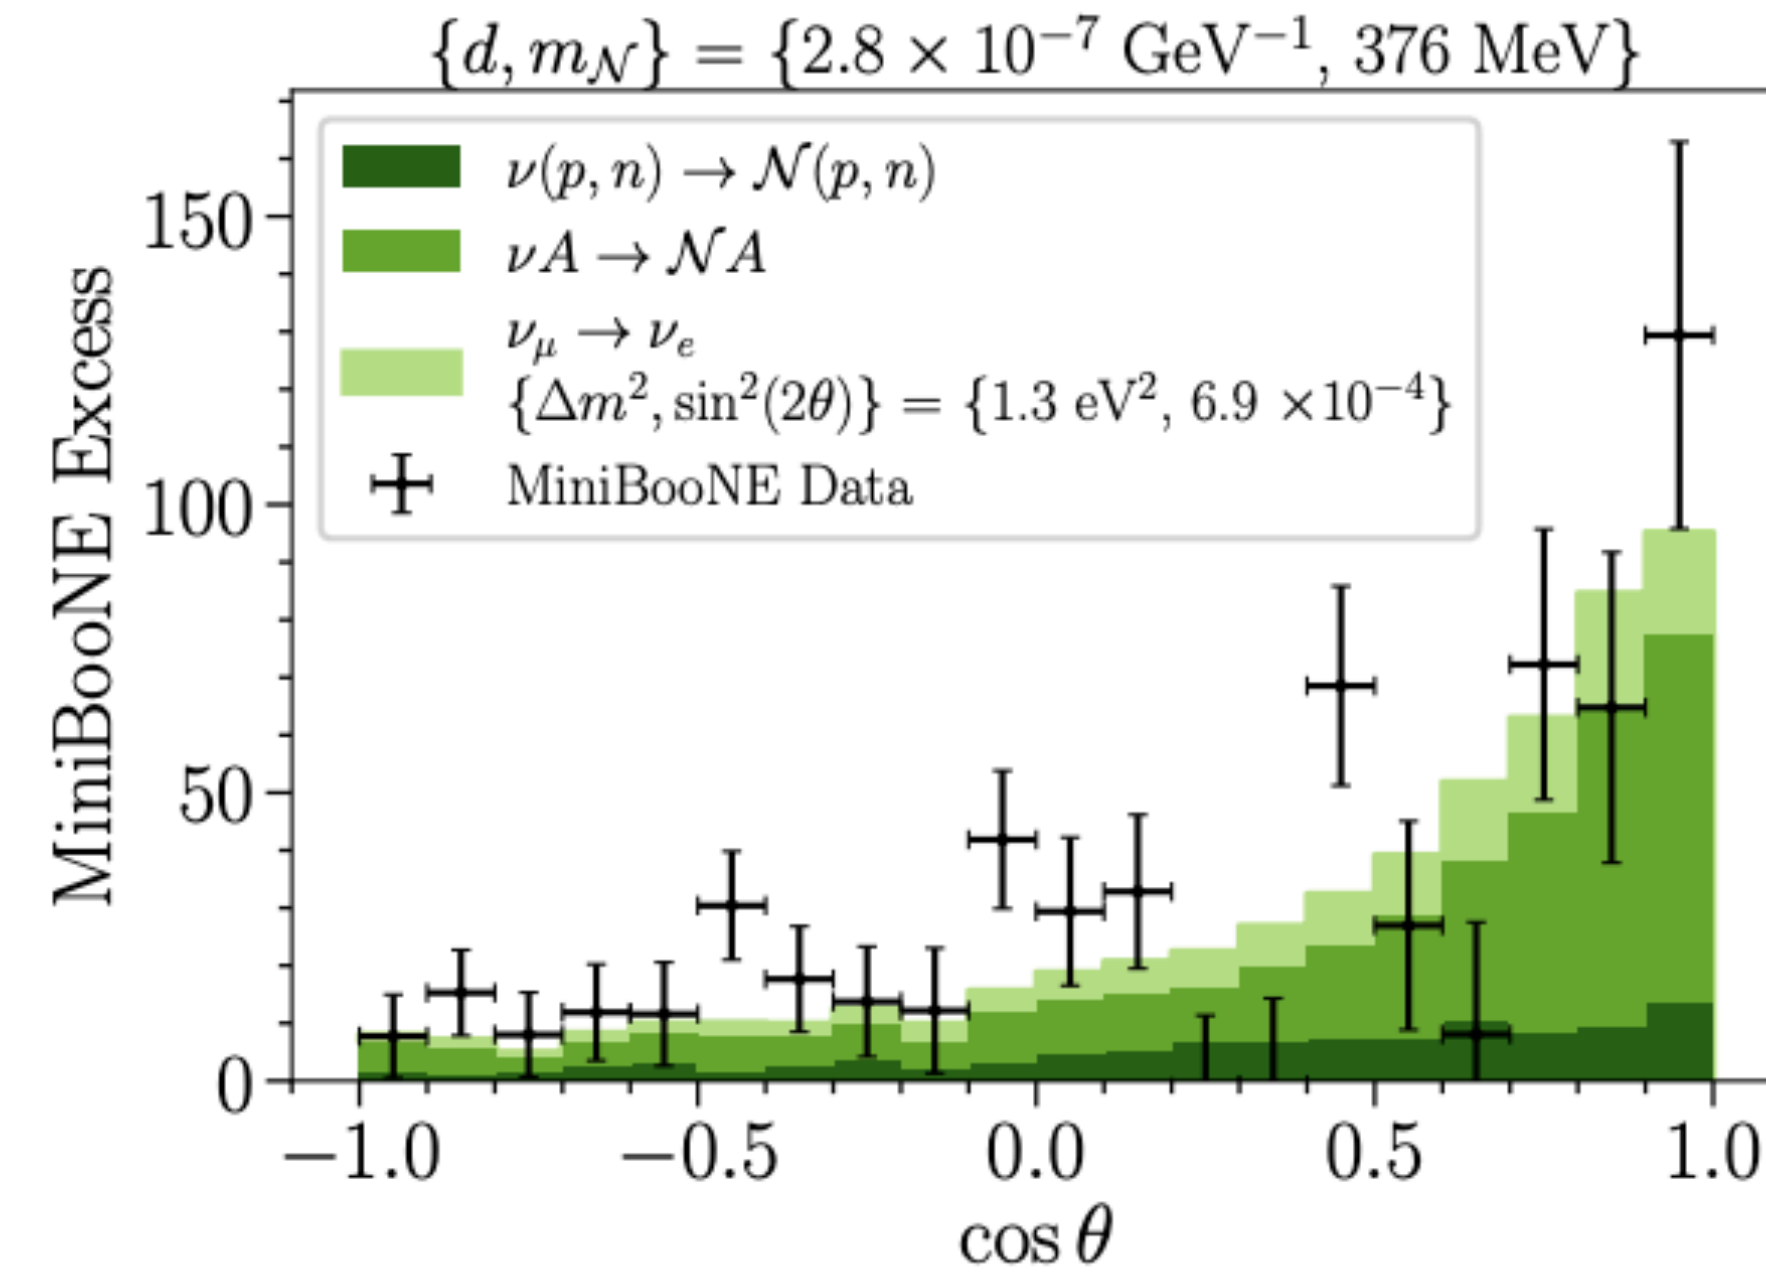 {d, m𝒩} = {2.8 × 10⁻⁷ GeV⁻¹, 376 MeV}
ν(p, n) → 𝒩(p, n)
νA → 𝒩A
ν_μ → ν_e
{Δm², sin²(2θ)} = {1.3 eV², 6.9 ×10⁻⁴}
MiniBooNE Data
MiniBooNE Excess
150
100
50
0
−1.0 −0.5 0.0 0.5 1.0
cos θ